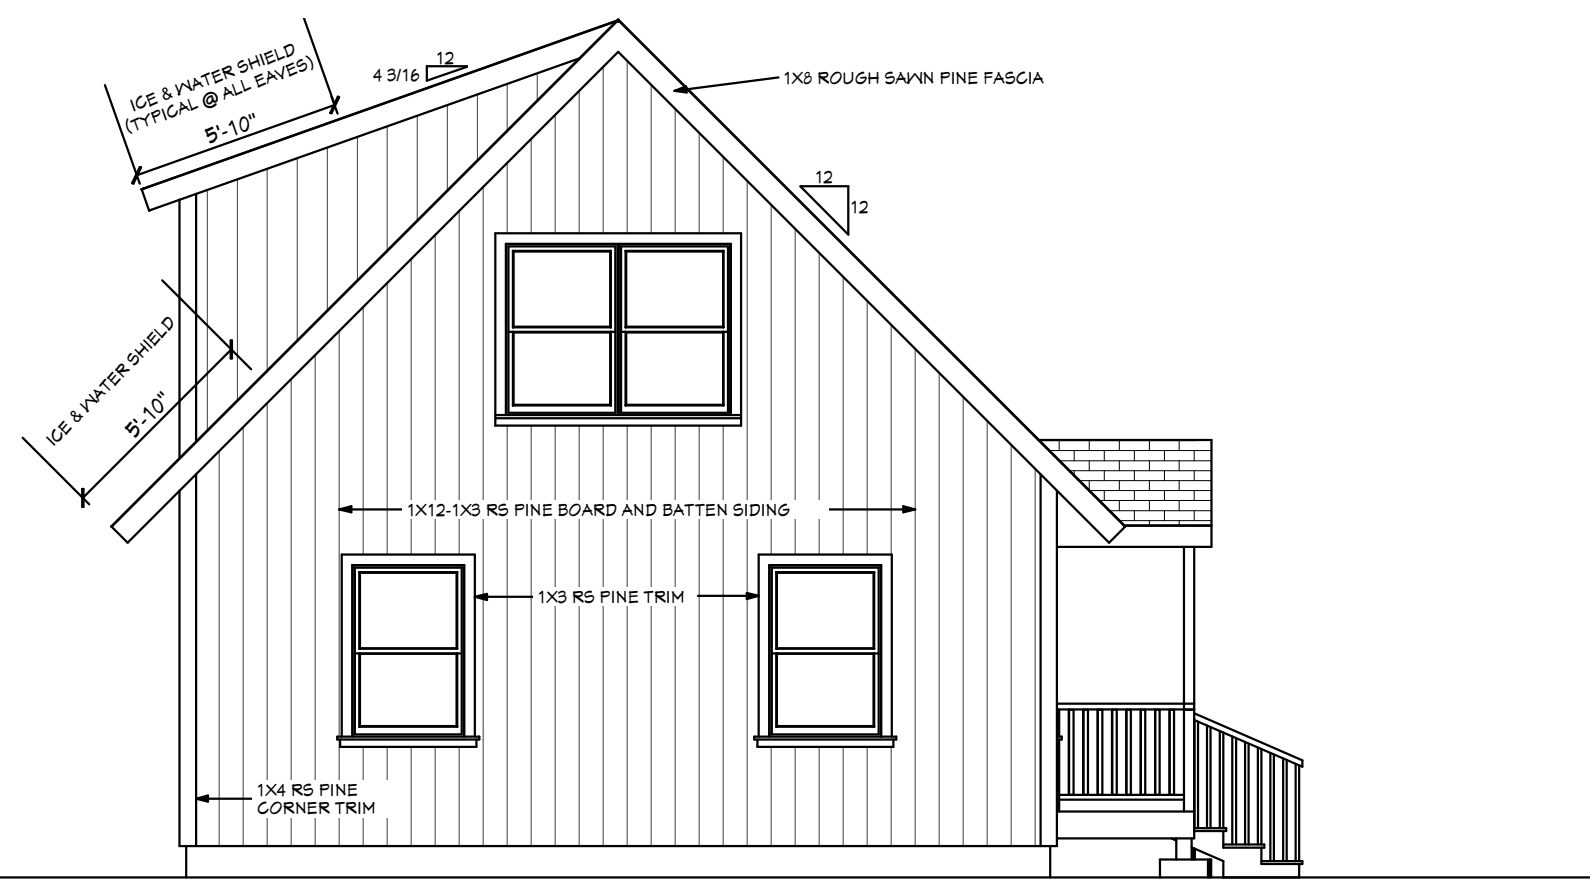 ICE & WATER SHIELD
(TYPICAL @ ALL EAVES)
5'-10"
12
4 3/16
1X8 ROUGH SAWN PINE FASCIA
12
12
ICE & WATER SHIELD
5'-10"
1X12-1X3 RS PINE BOARD AND BATTEN SIDING
1X3 RS PINE TRIM
1X4 RS PINE
CORNER TRIM